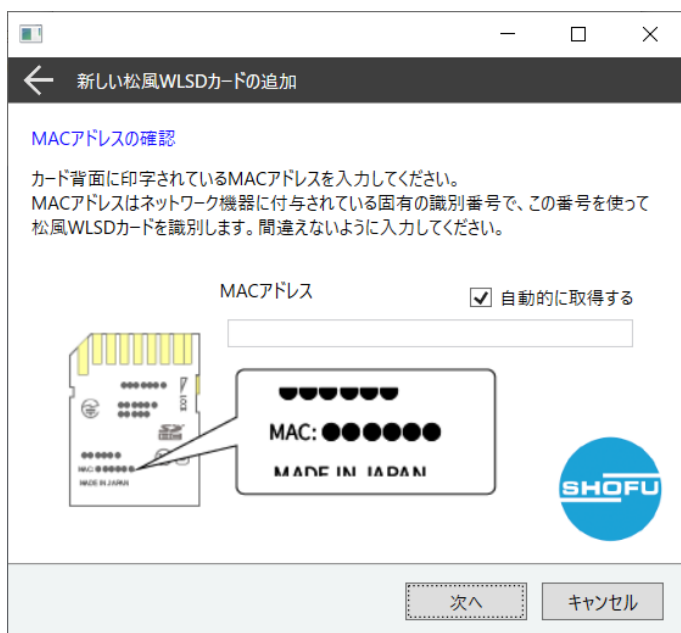 新しい松風WLSDカードの追加
MACアドレスの確認
カード背面に印字されているMACアドレスを入力してください。
MACアドレスはネットワーク機器に付与されている固有の識別番号で、この番号を使って
松風WLSDカードを識別します。間違えないように入力してください。
MACアドレス
自動的に取得する
LOCK
MAC:●●●●●●
MADE IN JAPAN
MAC:●●●●●●
MADE IN JAPAN
SHOFU
次へ
キャンセル